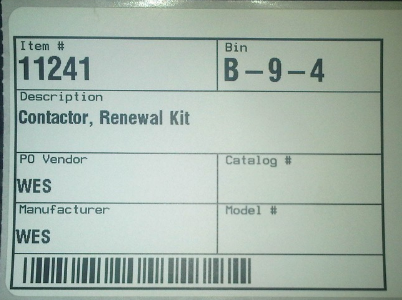 Item # Bin
11241 B-9-4
Description
Contactor, Renewal Kit
PO Vendor Catalog #
WES
Manufacturer Model #
WES